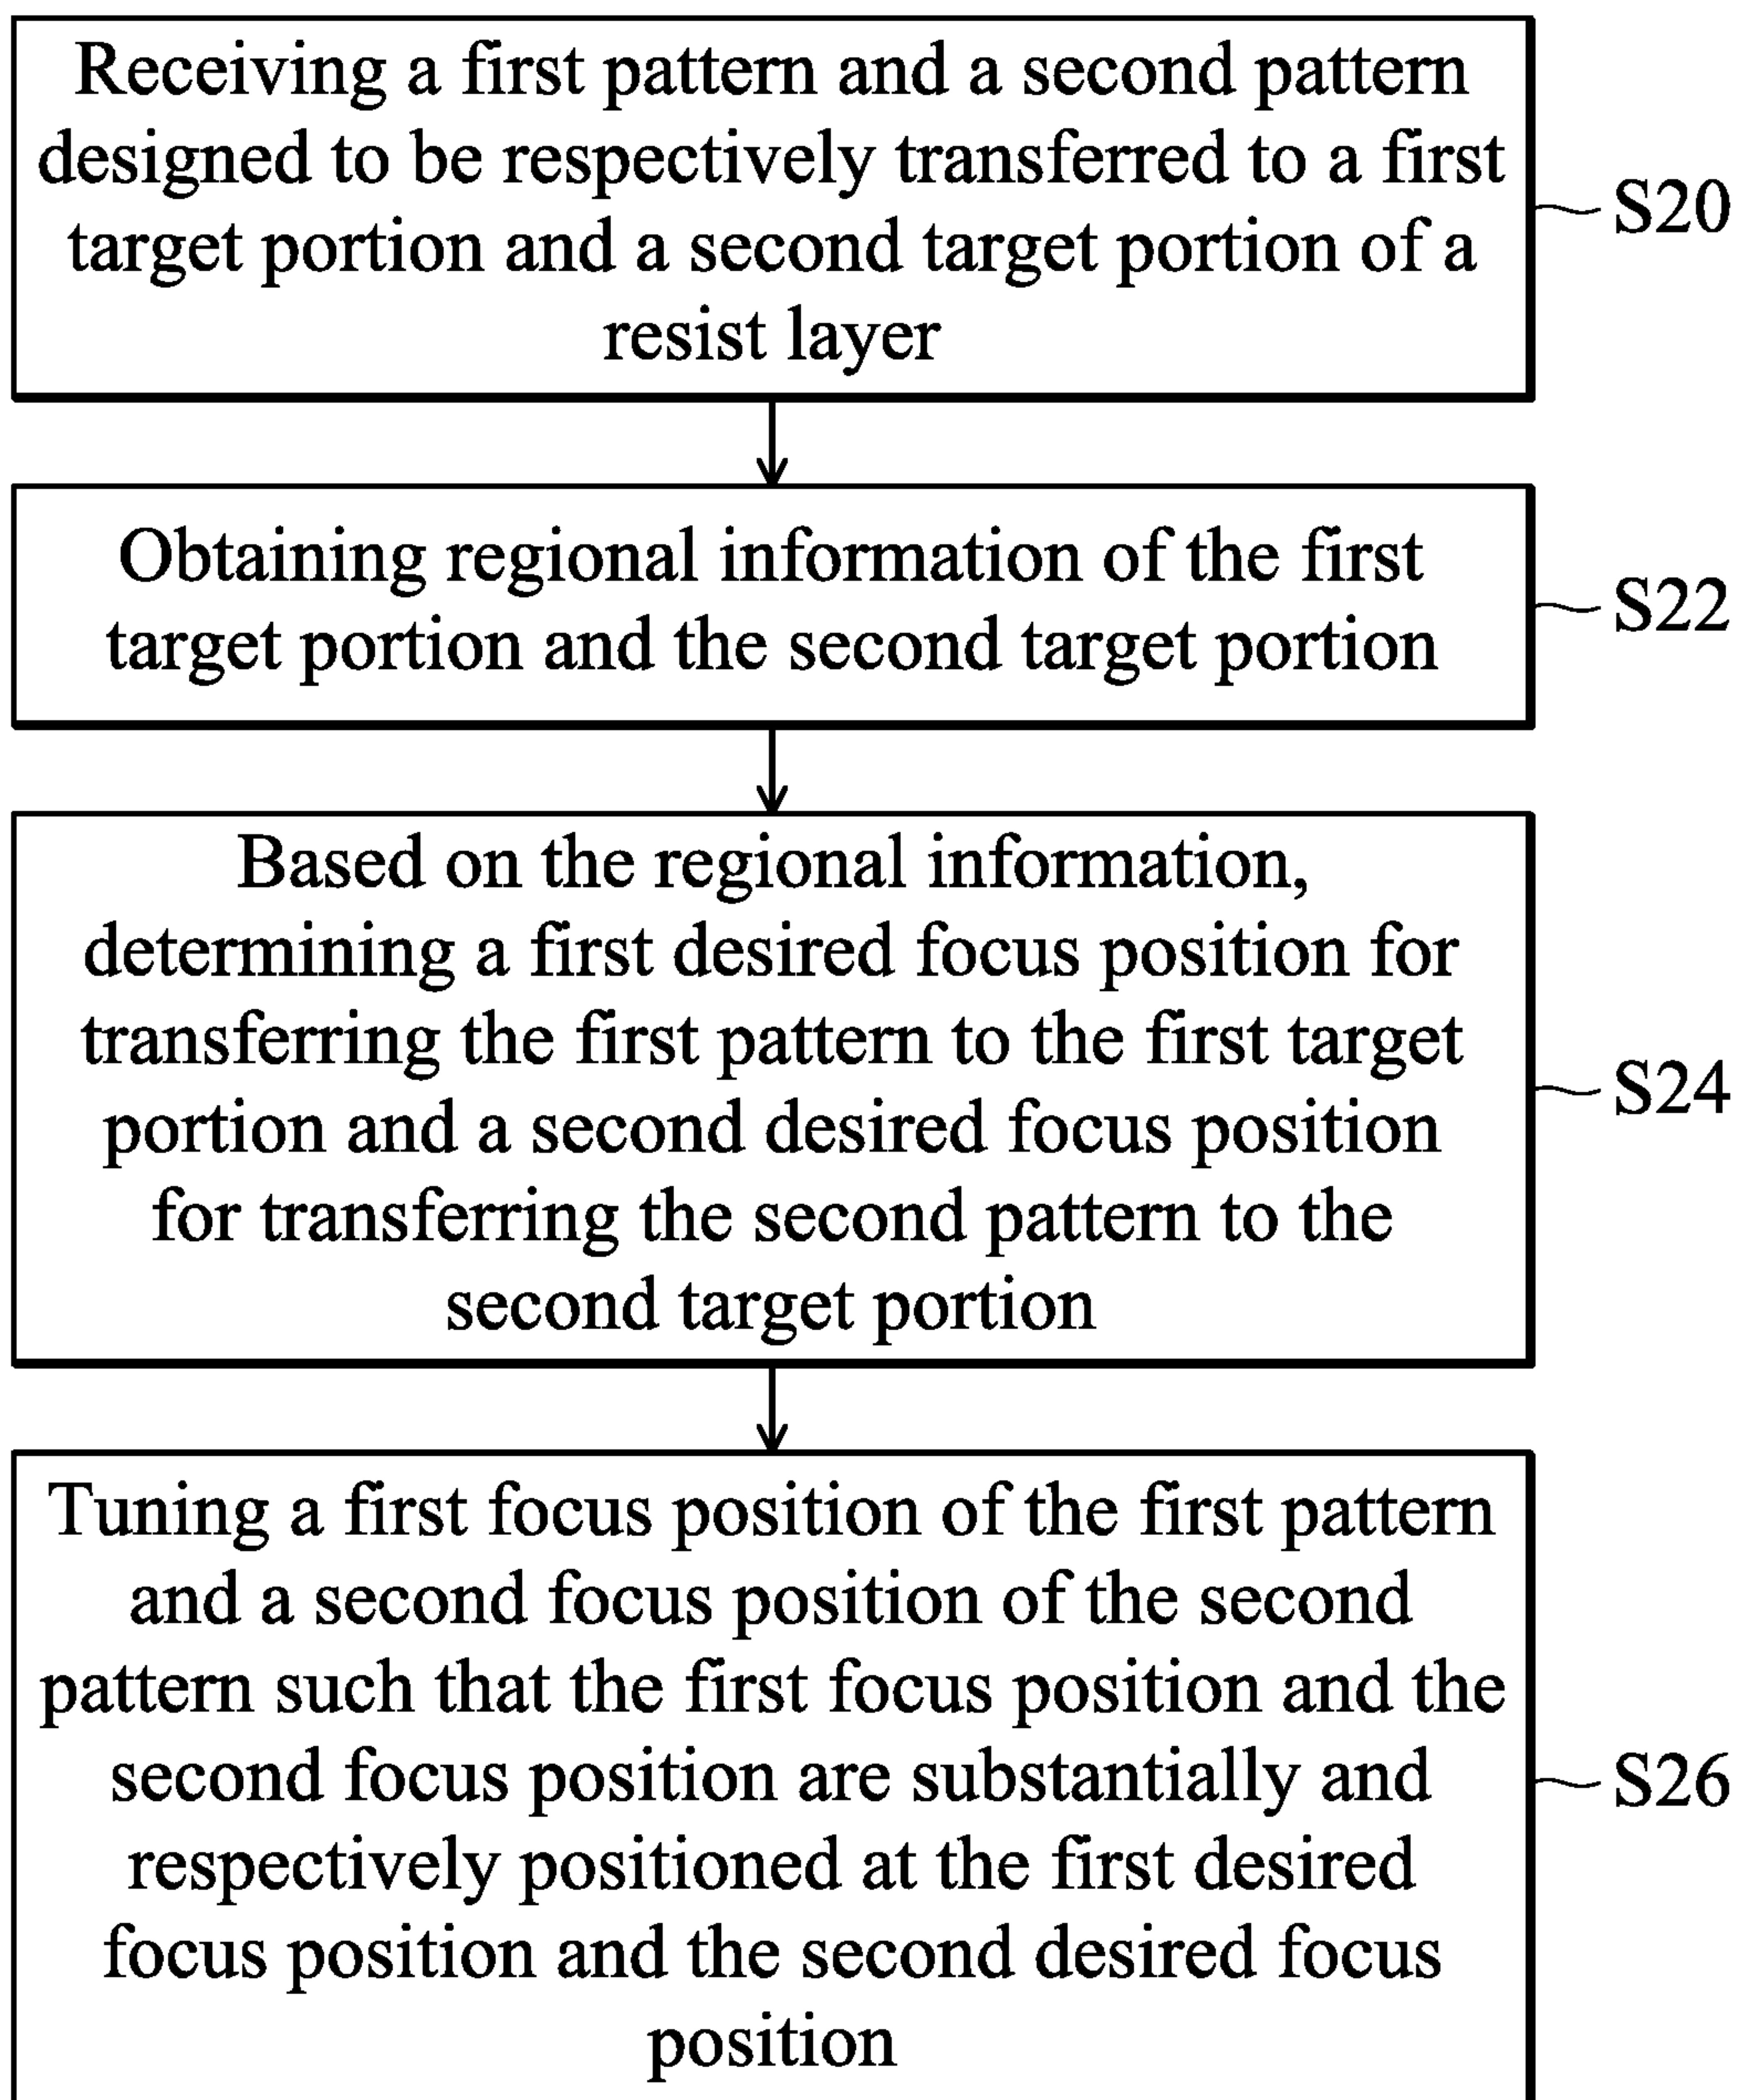 Receiving a first pattern and a second pattern
designed to be respectively transferred to a first
target portion and a second target portion of a
resist layer
S20
Obtaining regional information of the first
target portion and the second target portion
S22
Based on the regional information,
determining a first desired focus position for
transferring the first pattern to the first target
portion and a second desired focus position
for transferring the second pattern to the
second target portion
S24
Tuning a first focus position of the first pattern
and a second focus position of the second
pattern such that the first focus position and the
second focus position are substantially and
respectively positioned at the first desired
focus position and the second desired focus
position
S26